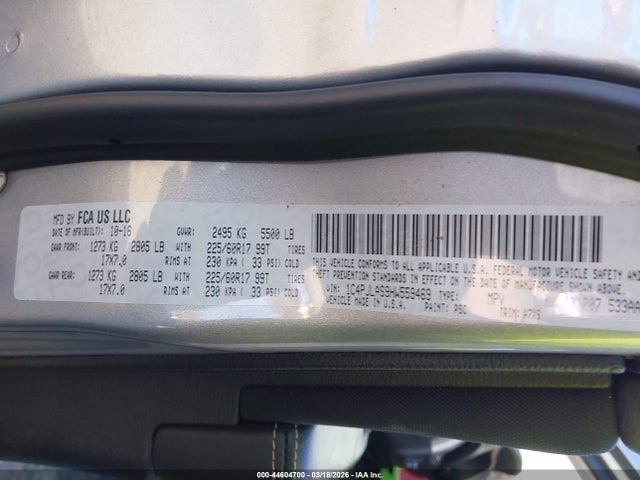 MFD BY FCA US LLC
DATE OF MFR(BUILT): 10-16 GVWR: 2495 KG 5500 LB
GAWR FRONT: 1273 KG 2805 LB WITH 225/60R17 99T TIRES
17X7.0 RIMS AT 230 KPA ( 33 PSI) COLD
GAWR REAR: 1273 KG 2805 LB WITH 225/60R17 99T TIRES
17X7.0 RIMS AT 230 KPA ( 33 PSI) COLD
THIS VEHICLE CONFORMS TO ALL APPLICABLE U.S.A. FEDERAL MOTOR VEHICLE SAFETY AND
THEFT PREVENTION STANDARDS IN EFFECT ON THE DATE OF MANUFACTURE SHOWN ABOVE.
VIN: TYPE: MPV
VEHICLE MADE IN U.S.A. PAINT: PSC TRIM: A7X9
000-44604700 - 03/18/2026 - IAA Inc.